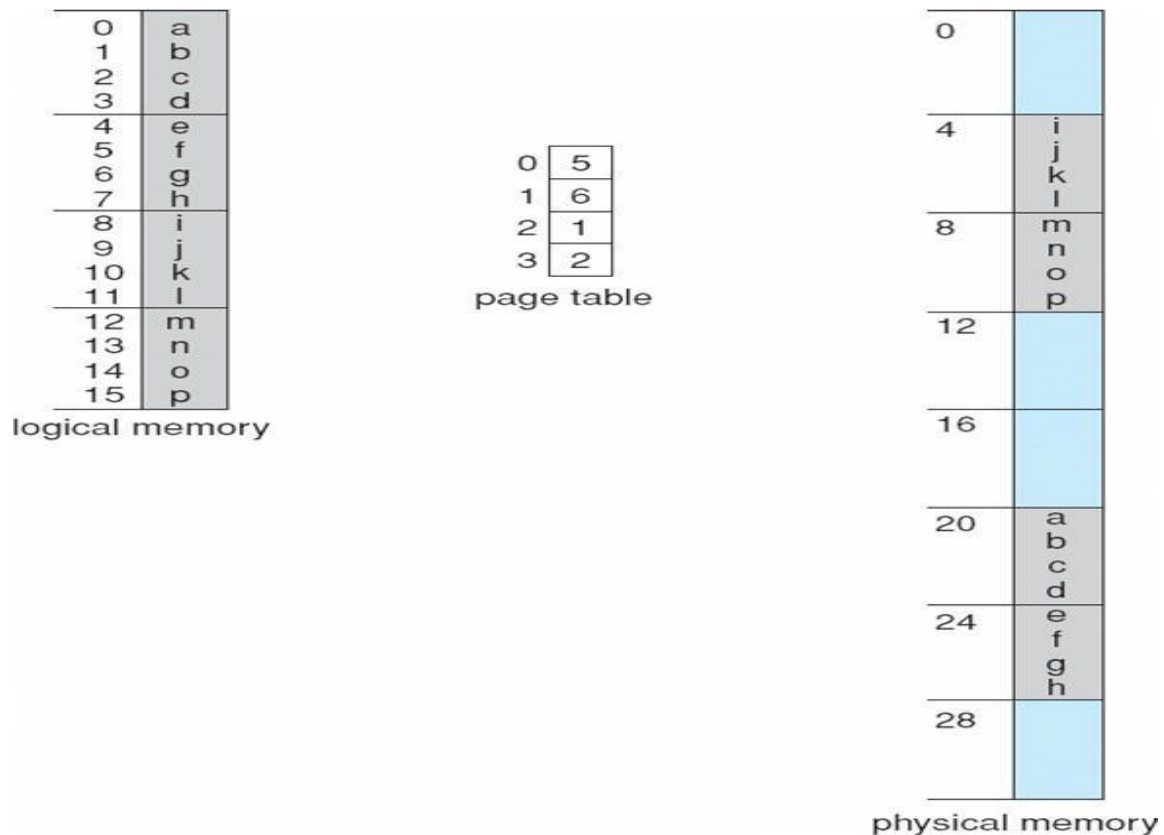 0 a
1 b
2 c
3 d
4 e
5 f
6 g
7 h
8 i
9 j
10 k
11 l
12 m
13 n
14 o
15 p
logical memory
0 5
1 6
2 1
3 2
page table
0
4 i
j
k
l
8 m
n
o
p
12
16
20 a
b
c
d
24 e
f
g
h
28
physical memory